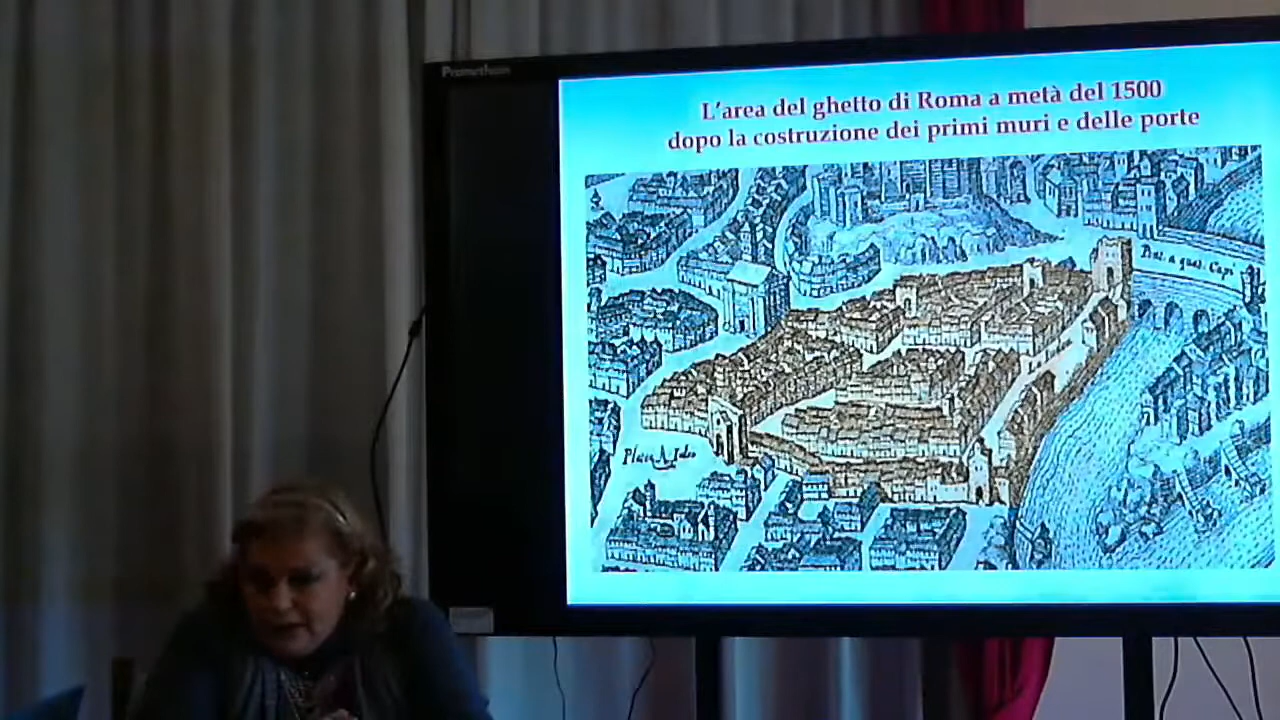 Promethean
L'area del ghetto di Roma a metà del 1500
dopo la costruzione dei primi muri e delle porte